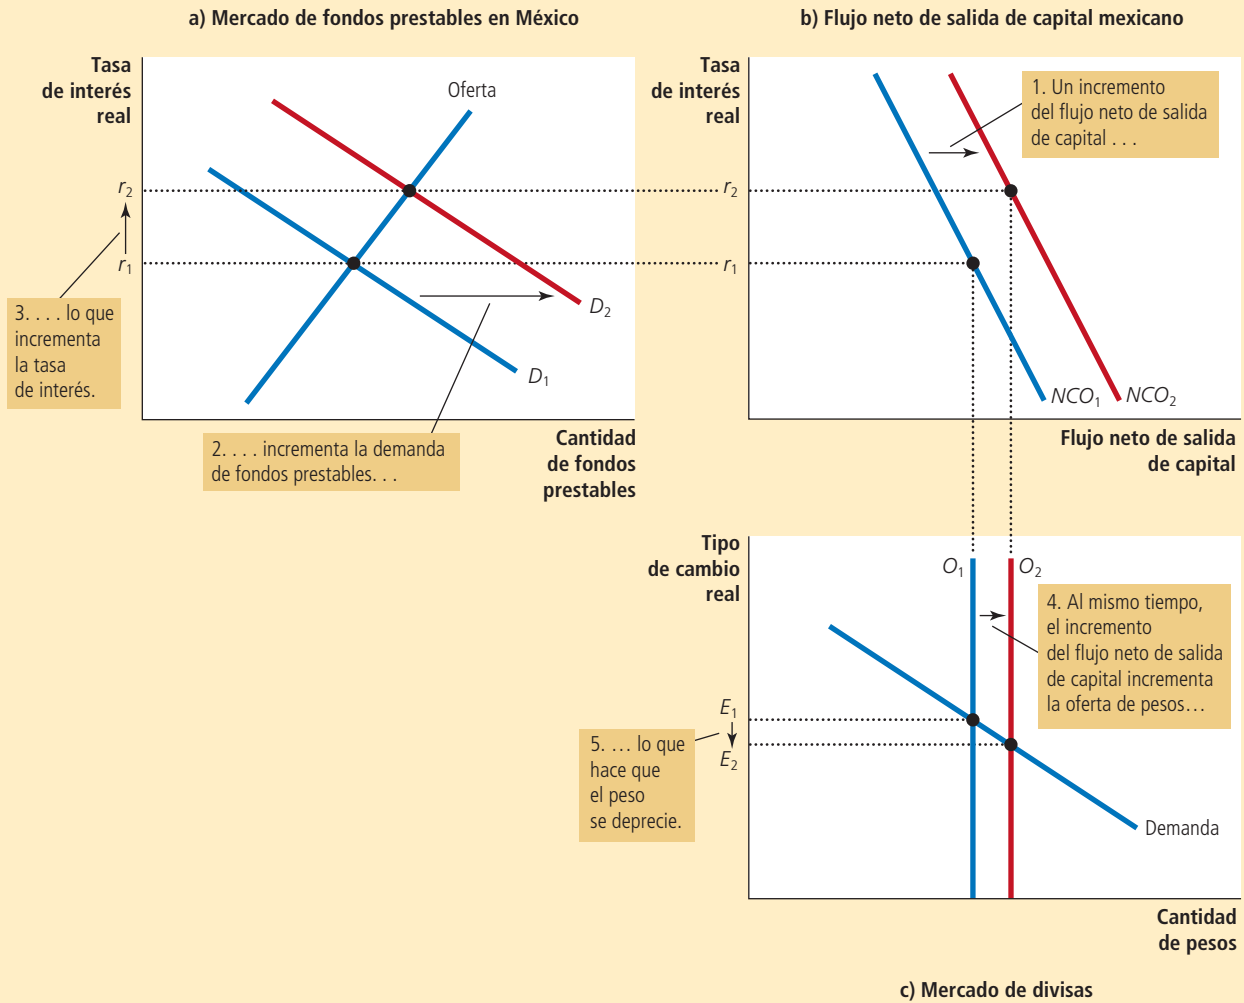 a) Mercado de fondos prestables en México
Tasa
de interés
real
Oferta
r2
r1
D2
D1
3. . . . lo que
incrementa
la tasa
de interés.
2. . . . incrementa la demanda
de fondos prestables. . .
Cantidad
de fondos
prestables
b) Flujo neto de salida de capital mexicano
Tasa
de interés
real
1. Un incremento
del flujo neto de salida
de capital . . .
r2
r1
NCO1
NCO2
Flujo neto de salida
de capital
Tipo
de cambio
real
O1
O2
4. Al mismo tiempo,
el incremento
del flujo neto de salida
de capital incrementa
la oferta de pesos…
E1
E2
5. … lo que
hace que
el peso
se deprecie.
Demanda
Cantidad
de pesos
c) Mercado de divisas